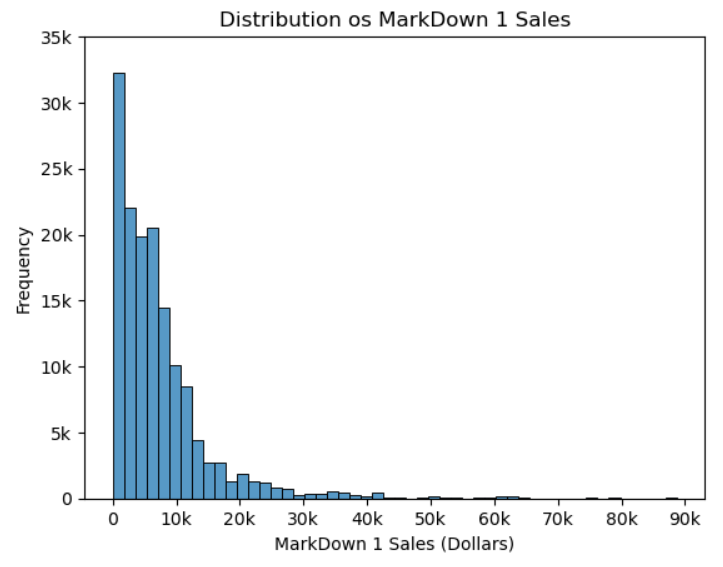 Distribution os MarkDown 1 Sales
35k
30k
25k
20k
15k
10k
5k
0
Frequency
0 10k 20k 30k 40k 50k 60k 70k 80k 90k
MarkDown 1 Sales (Dollars)